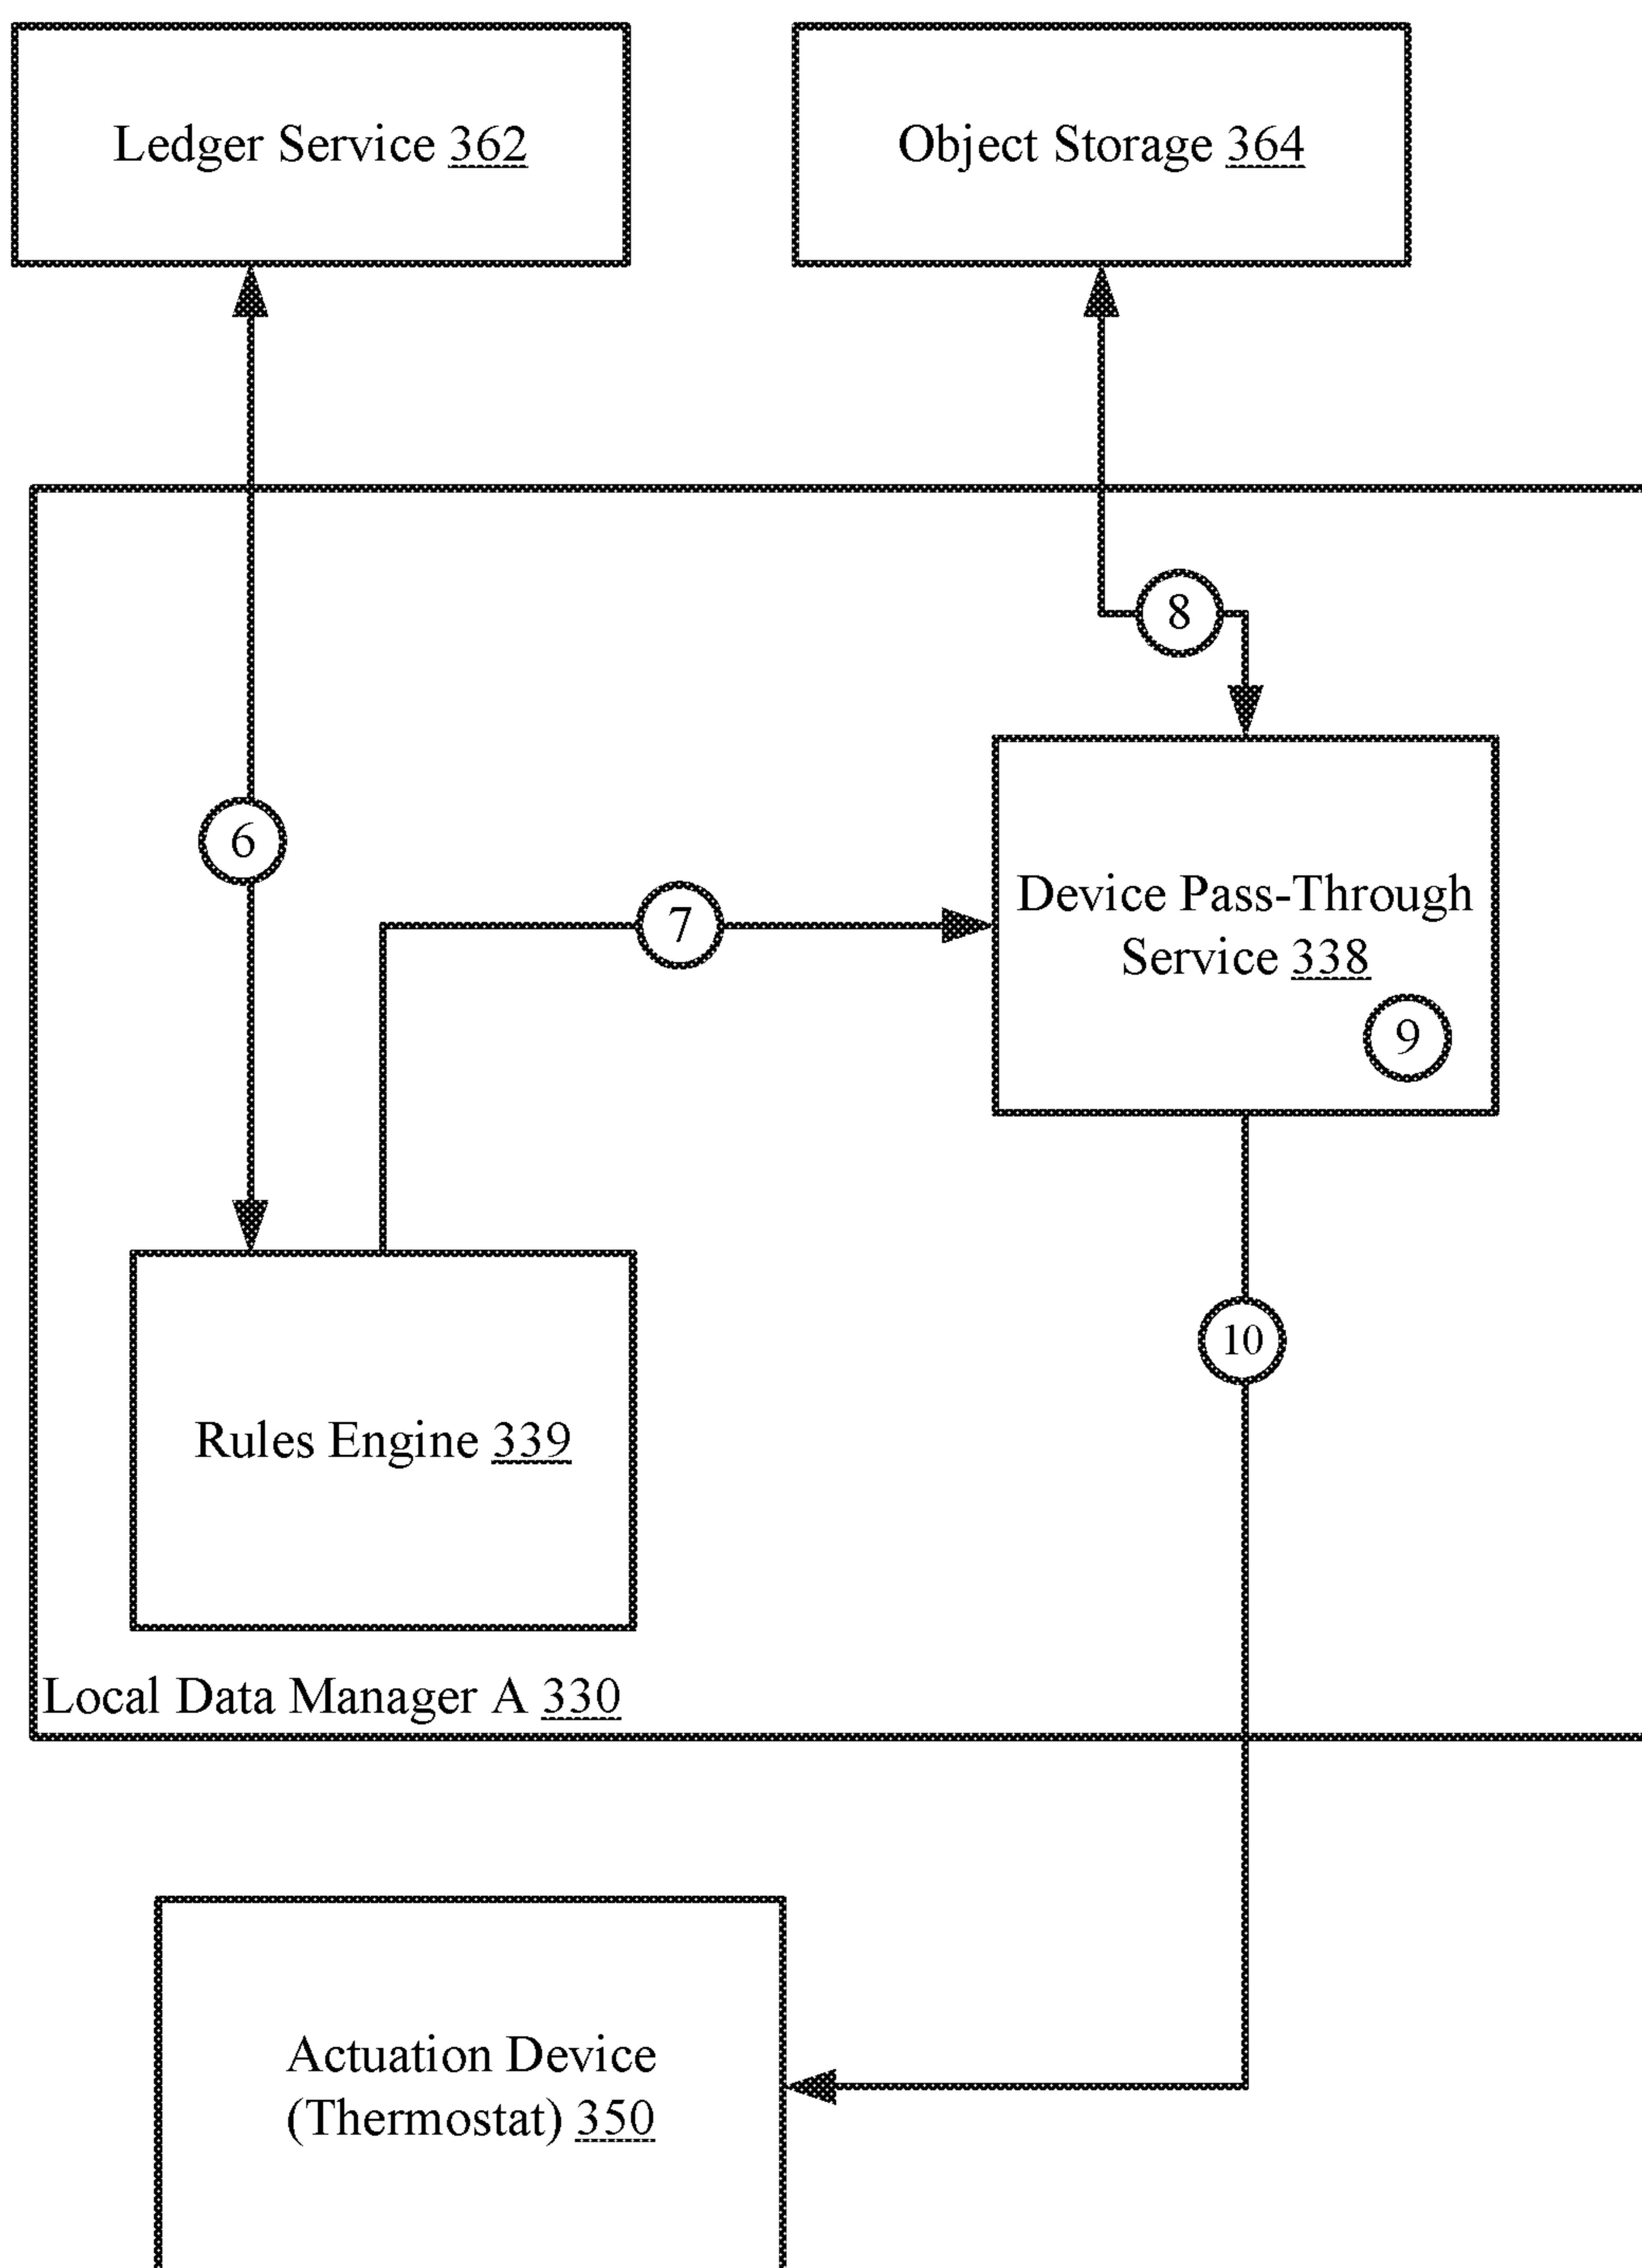 Ledger Service 362
Object Storage 364
8
6
7
Device Pass-Through
Service 338
9
10
Rules Engine 339
Local Data Manager A 330
Actuation Device
(Thermostat) 350